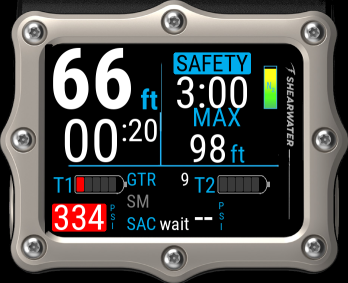 66 ft
00:20
SAFETY
3:00
MAX
98 ft
N₂
SHEARWATER
T1
GTR 9
T2
SM
334 PSI
SAC wait -- PSI